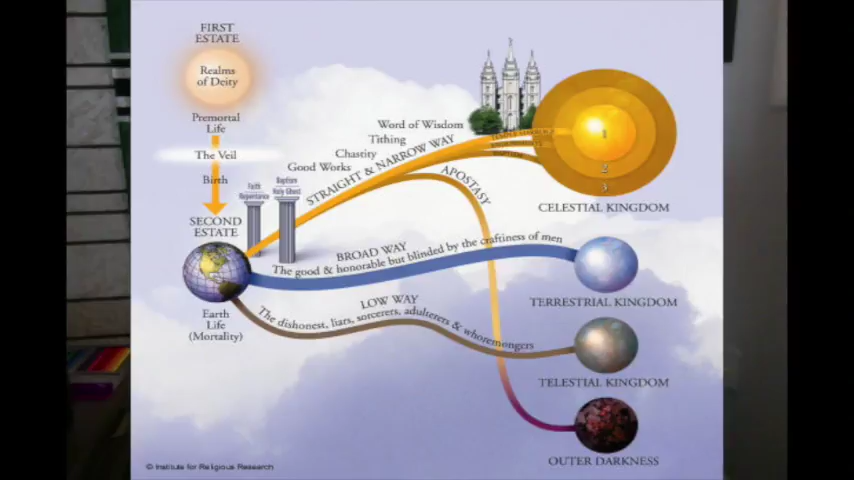 FIRST
ESTATE
Realms
of Deity
Premortal
Life
The Veil
Birth
SECOND
ESTATE
Earth
Life
(Mortality)
Faith
Repentance
Baptism
Holy Ghost
Word of Wisdom
Tithing
Chastity
Good Works
STRAIGHT & NARROW WAY
APOSTASY
1
2
3
CELESTIAL KINGDOM
BROAD WAY
The good & honorable but blinded by the craftiness of men
TERRESTRIAL KINGDOM
LOW WAY
The dishonest, liars, sorcerers, adulterers & whoremongers
TELESTIAL KINGDOM
OUTER DARKNESS
© Institute for Religious Research